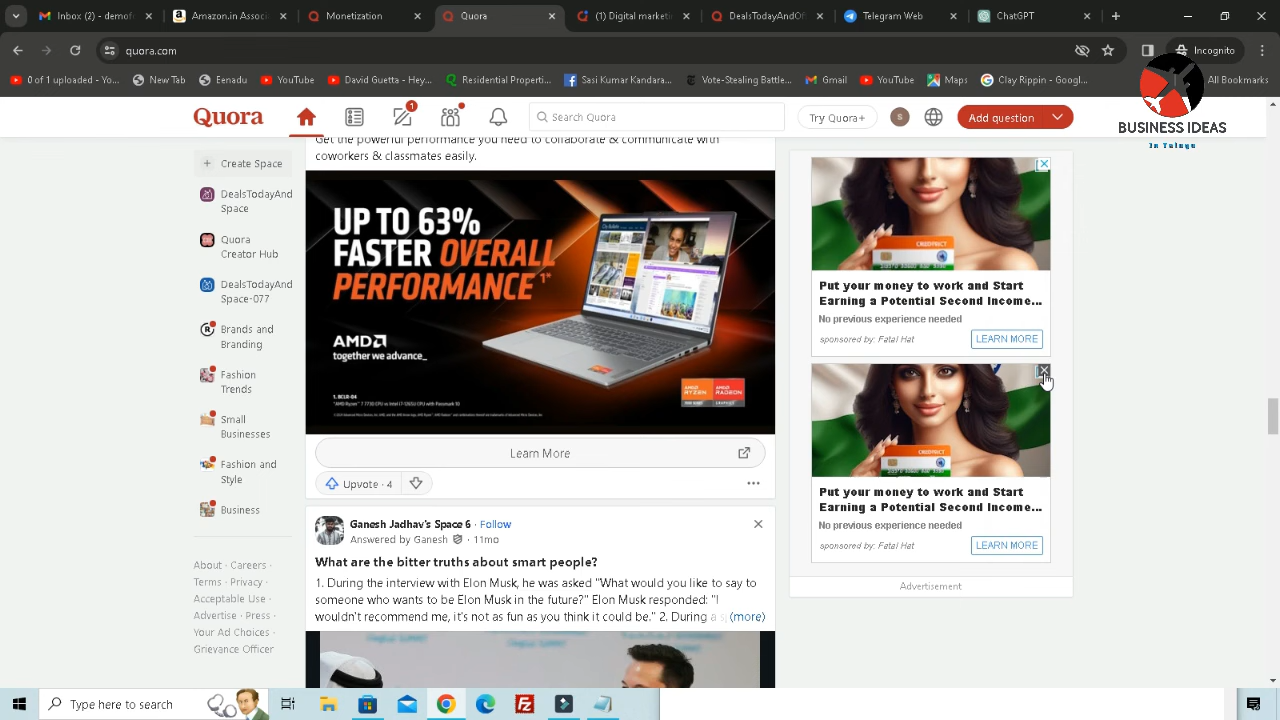 Amazon.in Associ
Monetization
Quora
(1) Digital marketi
DealsTodayAndOff
Telegram Web
ChatGPT
quora.com
Incognito
0 of 1 uploaded - Yo...
New Tab
Eenadu
YouTube
David Guetta - Hey...
Residential Properti...
Sasi Kumar Kandara...
Vote-Stealing Battle...
Gmail
YouTube
Maps
Clay Rippin - Googl...
All Bookmarks
BUSINESS IDEAS
In Telugu
Quora
1
Search Quora
Try Quora+
S
Add question
Create Space
DealsTodayAnd
Space
Quora
Creator Hub
DealsTodayAnd
Space-077
Brands and
Branding
Fashion
Trends
Small
Businesses
Fashion and
Style
Business
About · Careers ·
Terms · Privacy ·
Acceptable Use ·
Advertise · Press ·
Your Ad Choices ·
Grievance Officer
Get the powerful performance you need to collaborate & communicate with
coworkers & classmates easily.
UP TO 63%
FASTER OVERALL
PERFORMANCE 1*
AMD
together we advance_
AMD RYZEN
AMD RADEON
Learn More
Upvote · 4
Ganesh Jadhav's Space 6 · Follow
Answered by Ganesh · 11mo
What are the bitter truths about smart people?
1. During the interview with Elon Musk, he was asked "What would you like to say to
someone who wants to be Elon Musk in the future?" Elon Musk responded: "I
wouldn't recommend me, it's not as fun as you think it could be." 2. During a s (more)
Put your money to work and Start
Earning a Potential Second Income...
No previous experience needed
sponsored by: Fatal Hat
LEARN MORE
Put your money to work and Start
Earning a Potential Second Income...
No previous experience needed
sponsored by: Fatal Hat
LEARN MORE
Advertisement
Type here to search